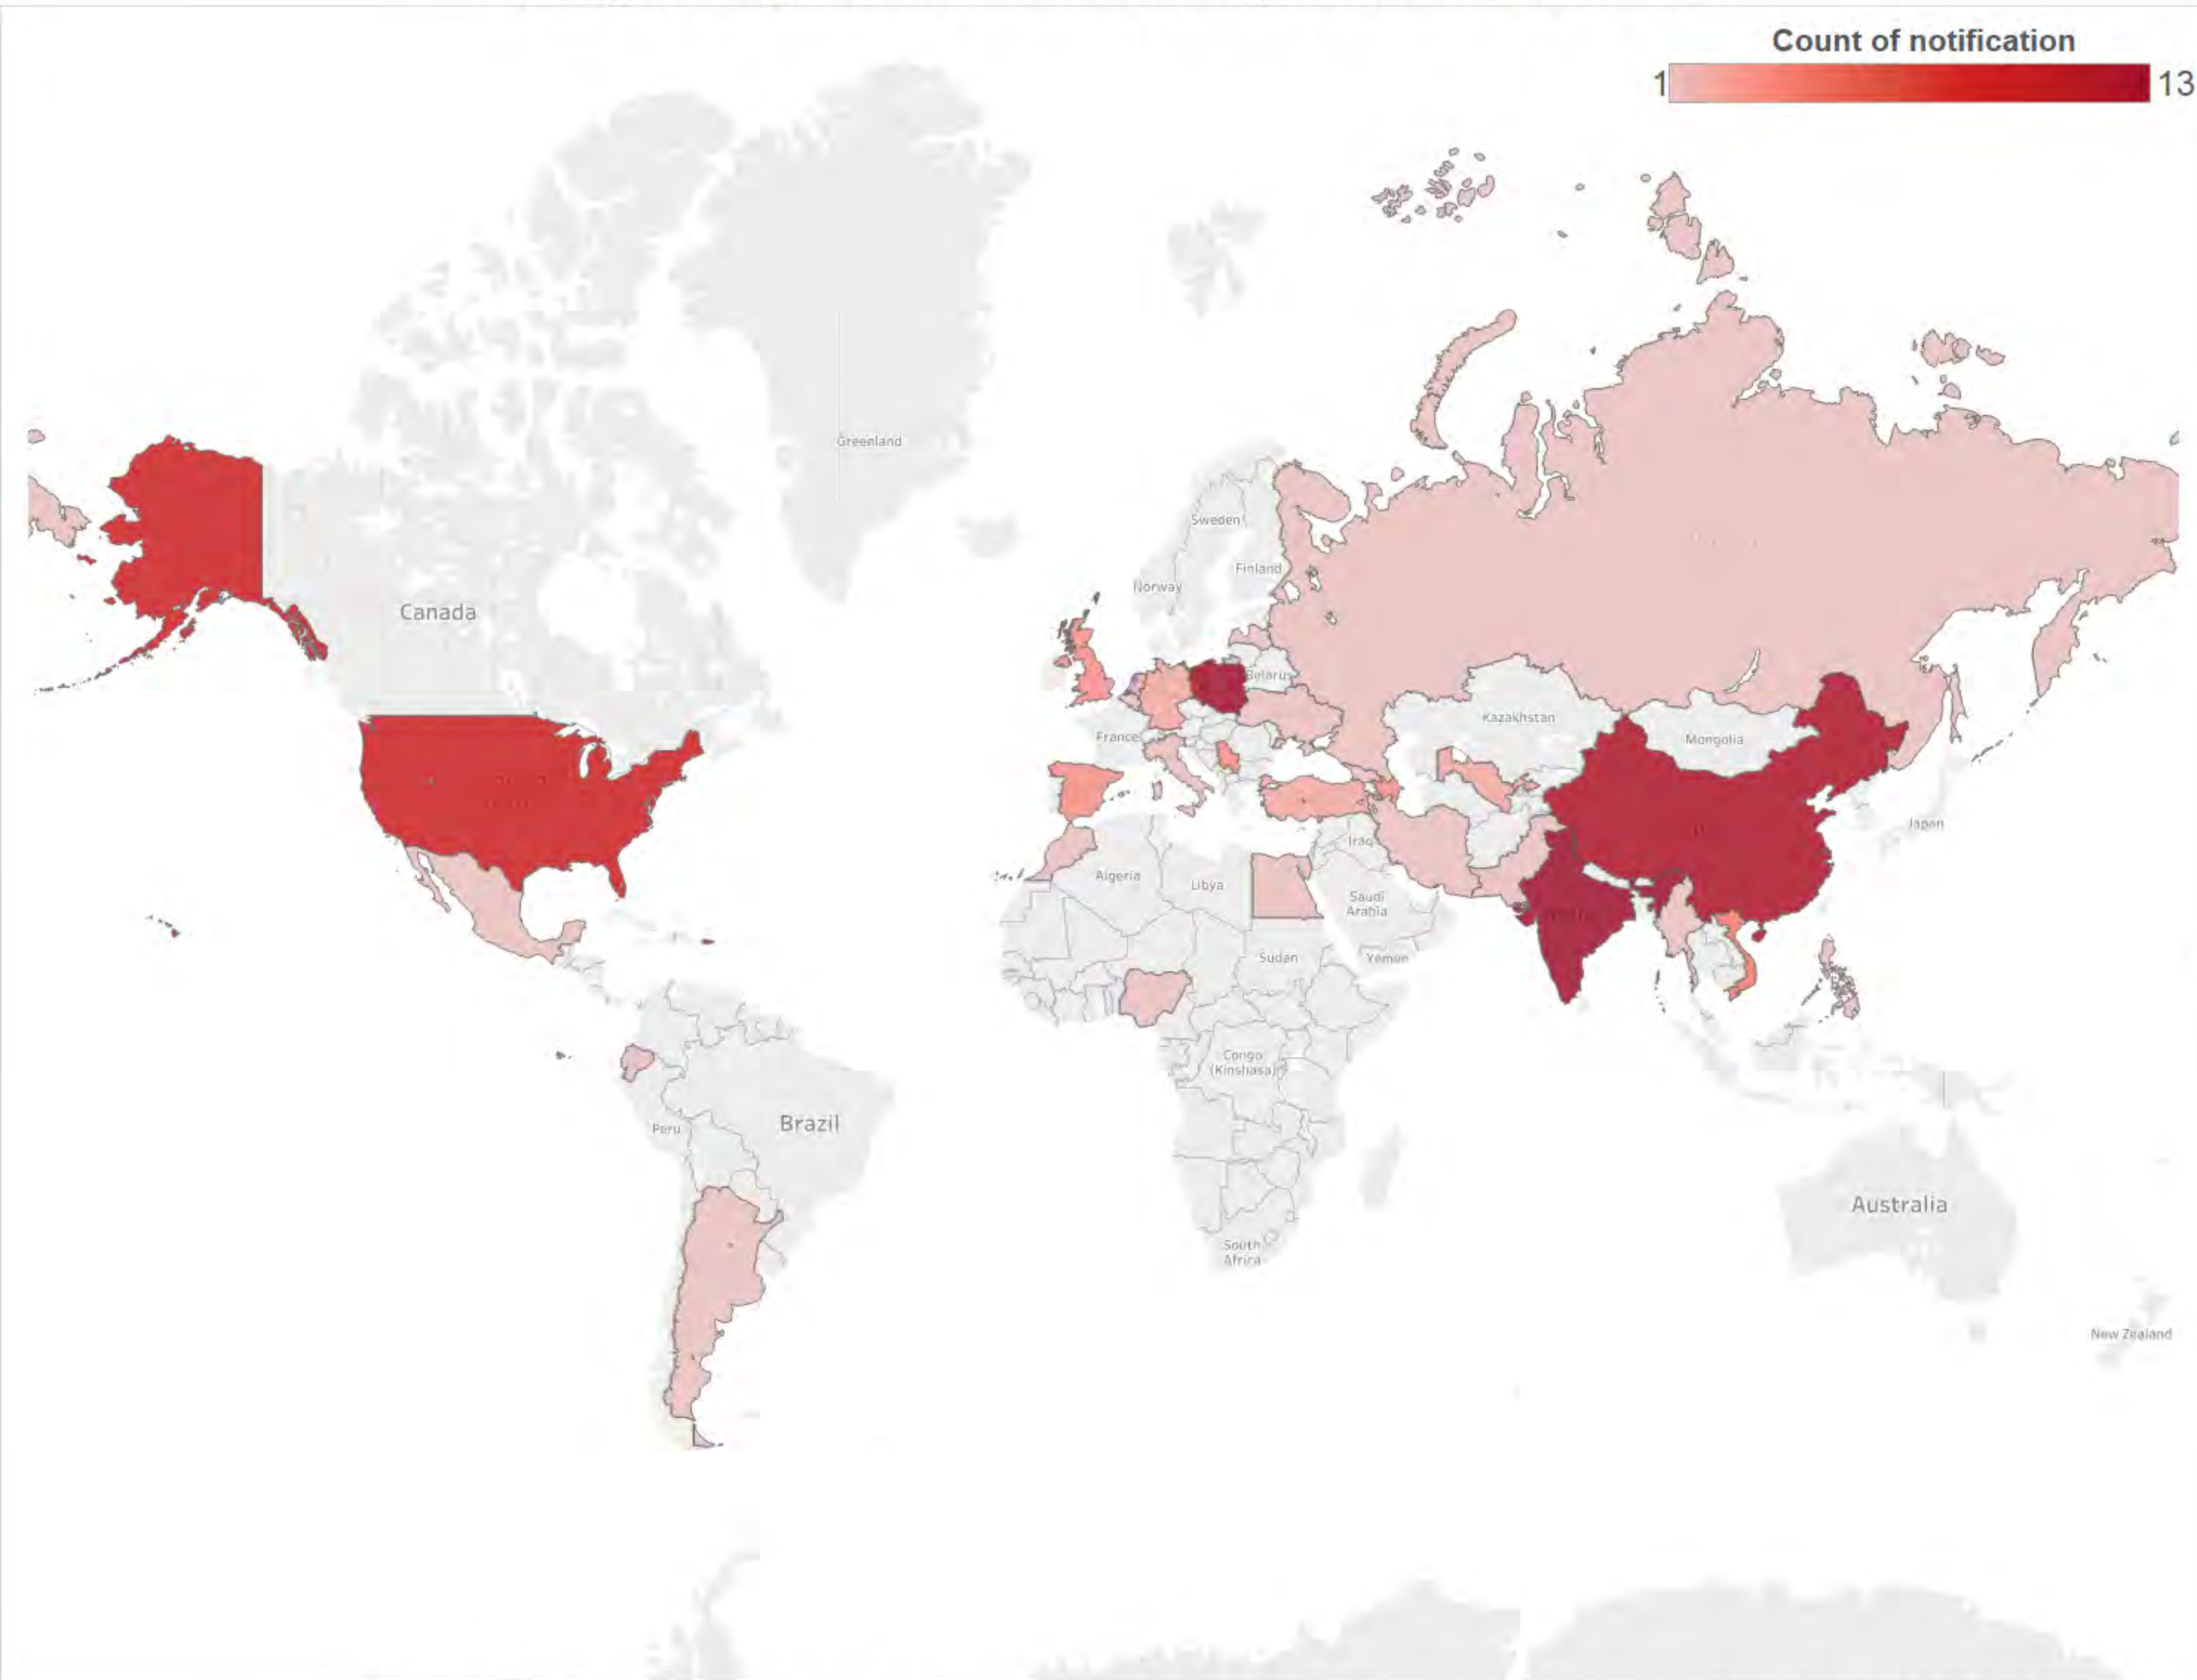 Count of notification
1 13
Greenland
Canada
Sweden
Finland
Norway
Belarus
France
Kazakhstan
Mongolia
Japan
Iraq
Algeria
Libya
Saudi
Arabia
Sudan
Yemen
Congo
(Kinshasa)
Peru
Brazil
Australia
South
Africa
New Zealand